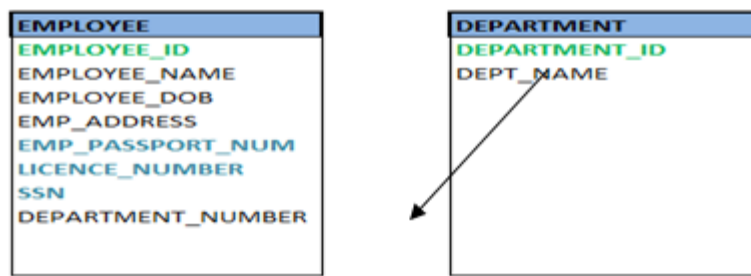 EMPLOYEE
EMPLOYEE_ID
EMPLOYEE_NAME
EMPLOYEE_DOB
EMP_ADDRESS
EMP_PASSPORT_NUM
LICENCE_NUMBER
SSN
DEPARTMENT_NUMBER
DEPARTMENT
DEPARTMENT_ID
DEPT_NAME